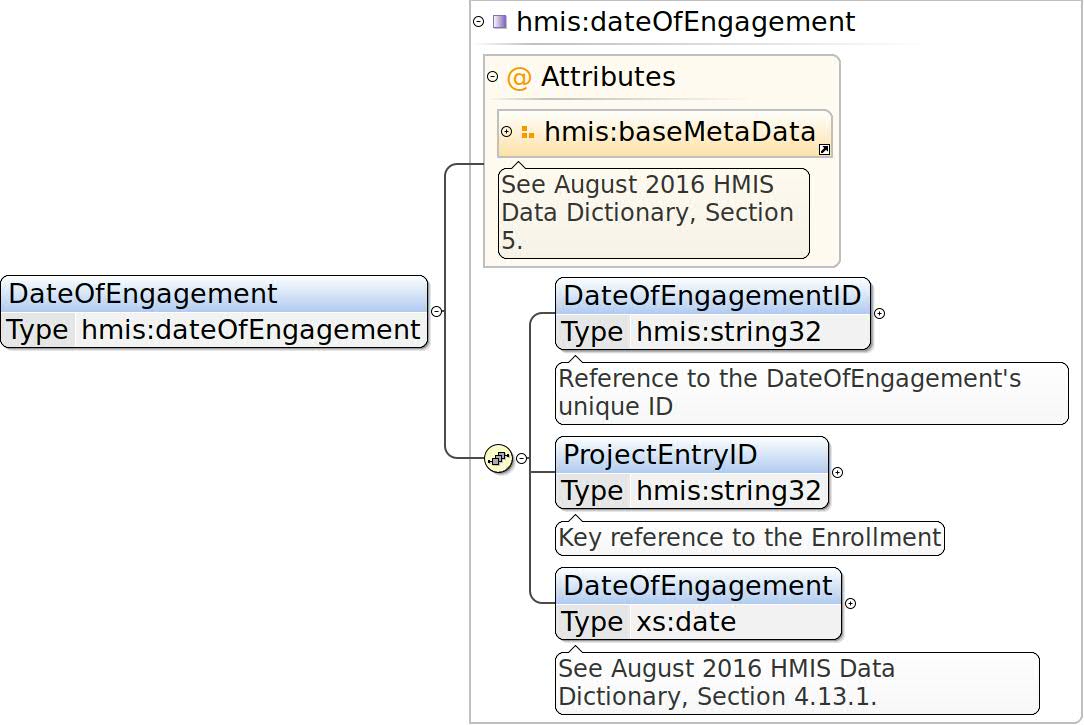 hmis:dateOfEngagement
@ Attributes
hmis:baseMetaData
See August 2016 HMIS
Data Dictionary, Section
5.
DateOfEngagement
Type hmis:dateOfEngagement
DateOfEngagementID
Type hmis:string32
Reference to the DateOfEngagement's
unique ID
ProjectEntryID
Type hmis:string32
Key reference to the Enrollment
DateOfEngagement
Type xs:date
See August 2016 HMIS Data
Dictionary, Section 4.13.1.